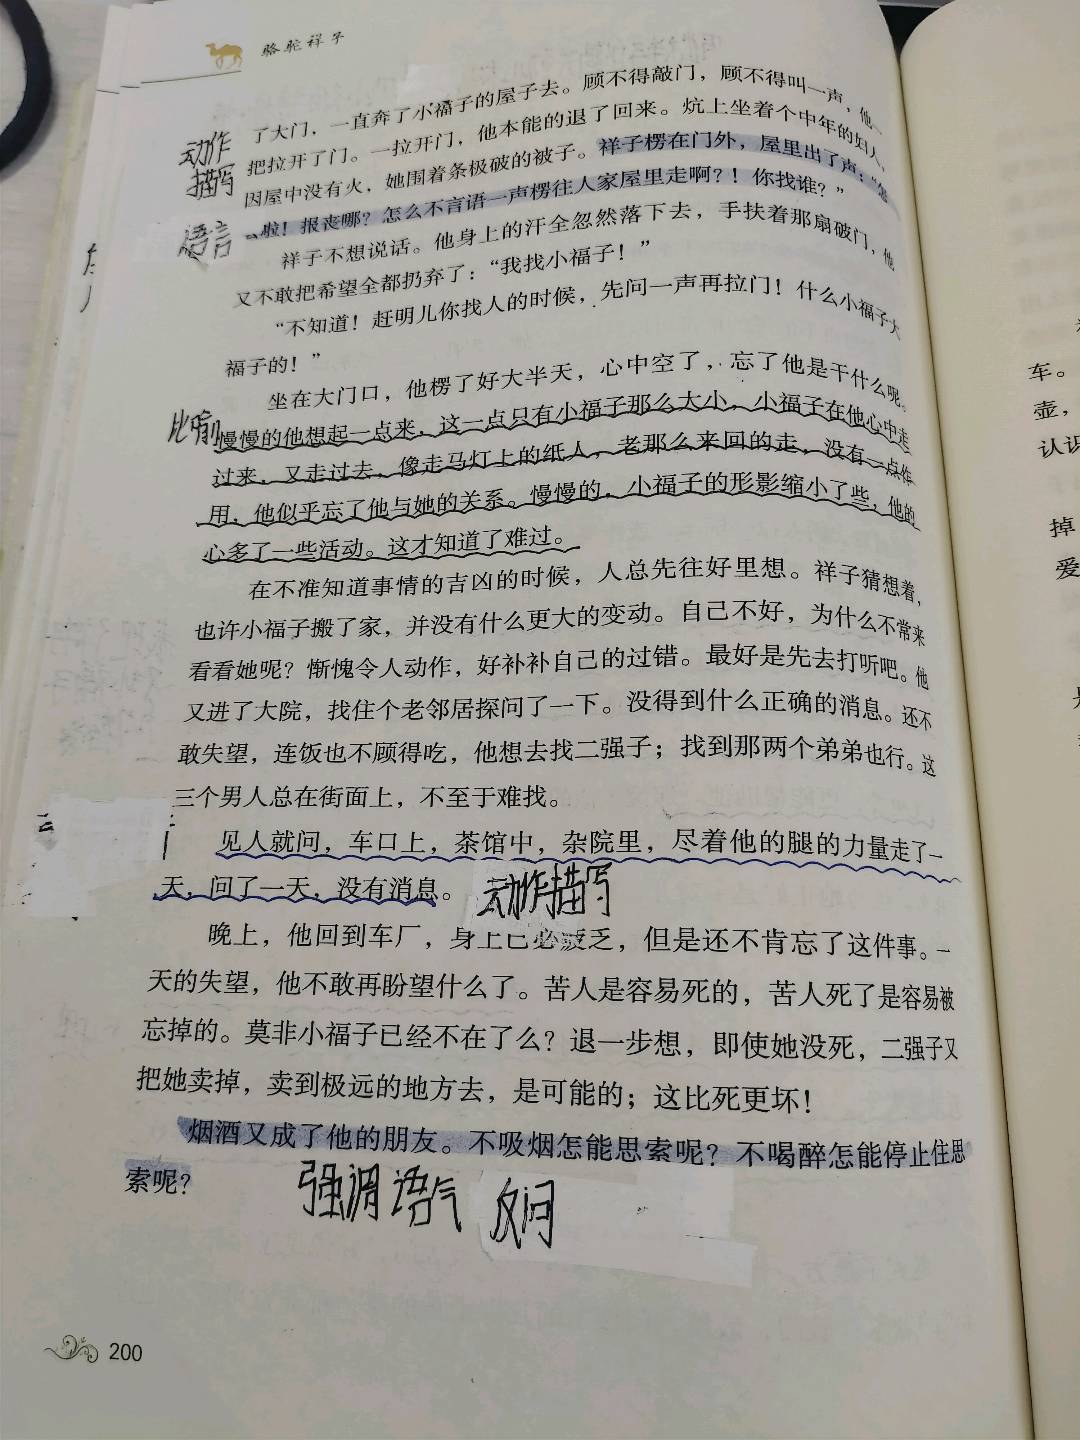 骆驼祥子
了大门，一直奔了小福子的屋子去。顾不得敲门，顾不得叫一声，他一
动作
描写
把拉开了门。一拉开门，他本能的退了回来。炕上坐着个中年的妇人，
因屋中没有火，她围着条极破的被子。祥子愣在门外，屋里出了声：“怎
语言
啦！报丧哪？怎么不言语一声愣往人家屋里走啊？！你找谁？”
祥子不想说话。他身上的汗全忽然落下去，手扶着那扇破门，他
又不敢把希望全都扔弃了：“我找小福子！”
“不知道！赶明儿你找人的时候，先问一声再拉门！什么小福子大
福子的！”
坐在大门口，他愣了好大半天，心中空了，忘了他是干什么呢。
比喻
慢慢的他想起一点来，这一点只有小福子那么大小，小福子在他心中走
过来，又走过去，像走马灯上的纸人，老那么来回的走，没有一点作
用，他似乎忘了他与她的关系。慢慢的，小福子的形影缩小了些，他的
心多了一些活动。这才知道了难过。
在不准知道事情的吉凶的时候，人总先往好里想。祥子猜想着，
也许小福子搬了家，并没有什么更大的变动。自己不好，为什么不常来
看看她呢？惭愧令人动作，好补补自己的过错。最好是先去打听吧。他
又进了大院，找住个老邻居探问了一下。没得到什么正确的消息。还不
敢失望，连饭也不顾得吃，他想去找二强子；找到那两个弟弟也行。这
三个男人总在街面上，不至于难找。
见人就问，车口上，茶馆中，杂院里，尽着他的腿的力量走了一
天，问了一天，没有消息。
动作描写
晚上，他回到车厂，身上已必疲乏，但是还不肯忘了这件事。一
天的失望，他不敢再盼望什么了。苦人是容易死的，苦人死了是容易被
忘掉的。莫非小福子已经不在了么？退一步想，即使她没死，二强子又
把她卖掉，卖到极远的地方去，是可能的；这比死更坏！
烟酒又成了他的朋友。不吸烟怎能思索呢？不喝醉怎能停止住思
索呢？
强调语气 反问
200
车。
壶，
认识
掉
爱